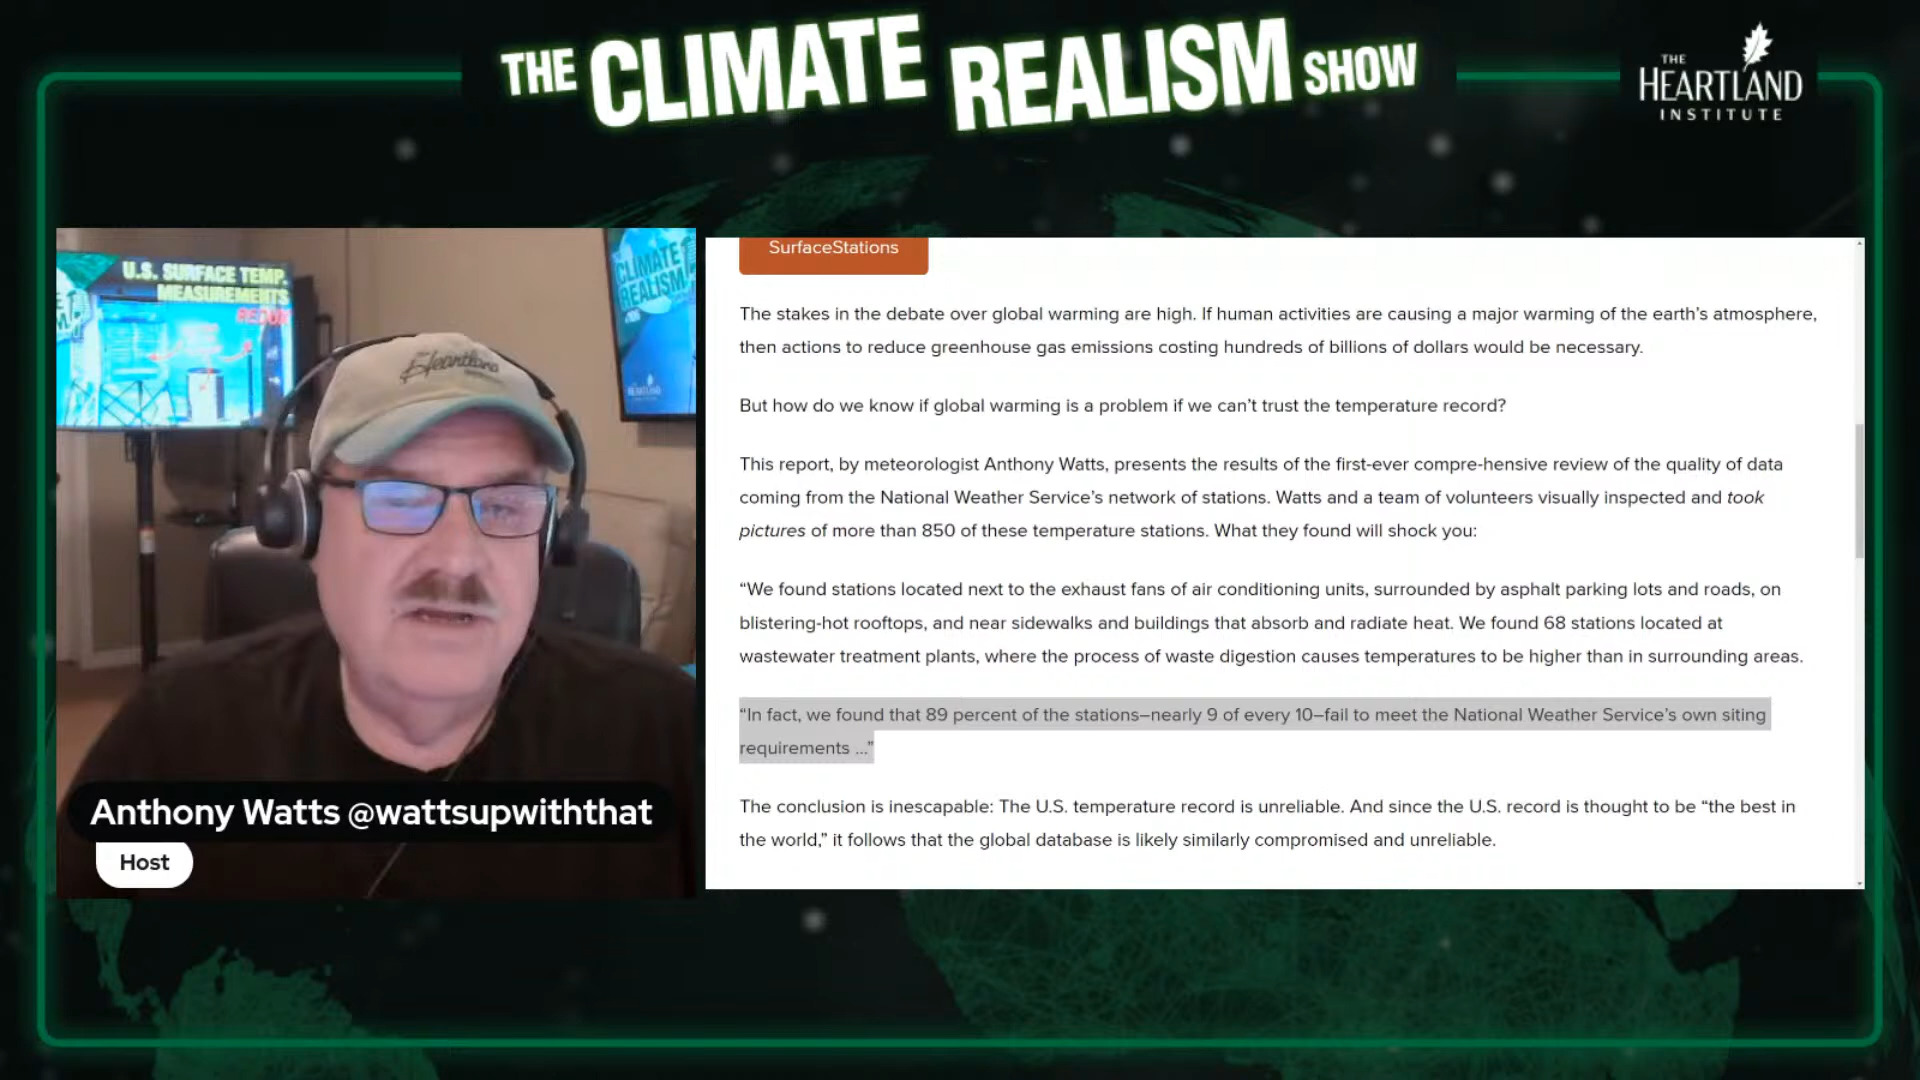 THE CLIMATE REALISM SHOW
THE
HEARTLAND
INSTITUTE
U.S. SURFACE TEMP.
MEASUREMENTS
REDUX
CLIMATE
REALISM
Heartland
Anthony Watts @wattsupwiththat
Host
SurfaceStations
The stakes in the debate over global warming are high. If human activities are causing a major warming of the earth’s atmosphere,
then actions to reduce greenhouse gas emissions costing hundreds of billions of dollars would be necessary.
But how do we know if global warming is a problem if we can’t trust the temperature record?
This report, by meteorologist Anthony Watts, presents the results of the first-ever compre-hensive review of the quality of data
coming from the National Weather Service’s network of stations. Watts and a team of volunteers visually inspected and took
pictures of more than 850 of these temperature stations. What they found will shock you:
“We found stations located next to the exhaust fans of air conditioning units, surrounded by asphalt parking lots and roads, on
blistering-hot rooftops, and near sidewalks and buildings that absorb and radiate heat. We found 68 stations located at
wastewater treatment plants, where the process of waste digestion causes temperatures to be higher than in surrounding areas.
“In fact, we found that 89 percent of the stations–nearly 9 of every 10–fail to meet the National Weather Service’s own siting
requirements …”
The conclusion is inescapable: The U.S. temperature record is unreliable. And since the U.S. record is thought to be “the best in
the world,” it follows that the global database is likely similarly compromised and unreliable.